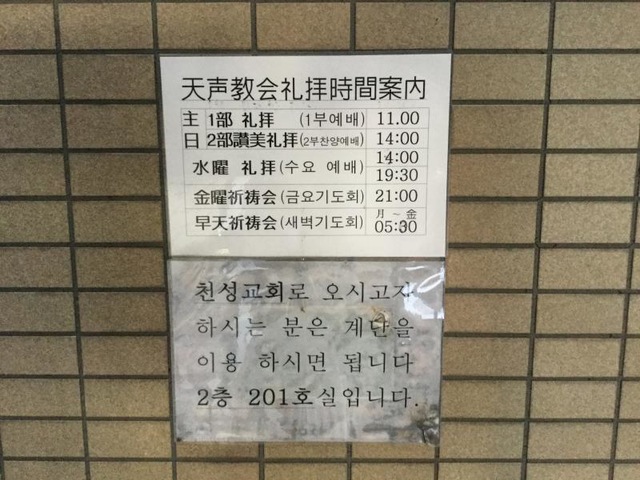 天声教会礼拝時間案内
主日 1部 礼拝 (1부예배) 11.00
2部讃美礼拝(2부찬양예배) 14:00
水曜 礼拝 (수요 예배) 14:00 19:30
金曜祈祷会 (금요기도회) 21:00
早天祈祷会 (새벽기도회) 月~金 05:30
천성교회로 오시고자
하시는 분은 계단을
이용 하시면 됩니다
2층 201호실입니다.